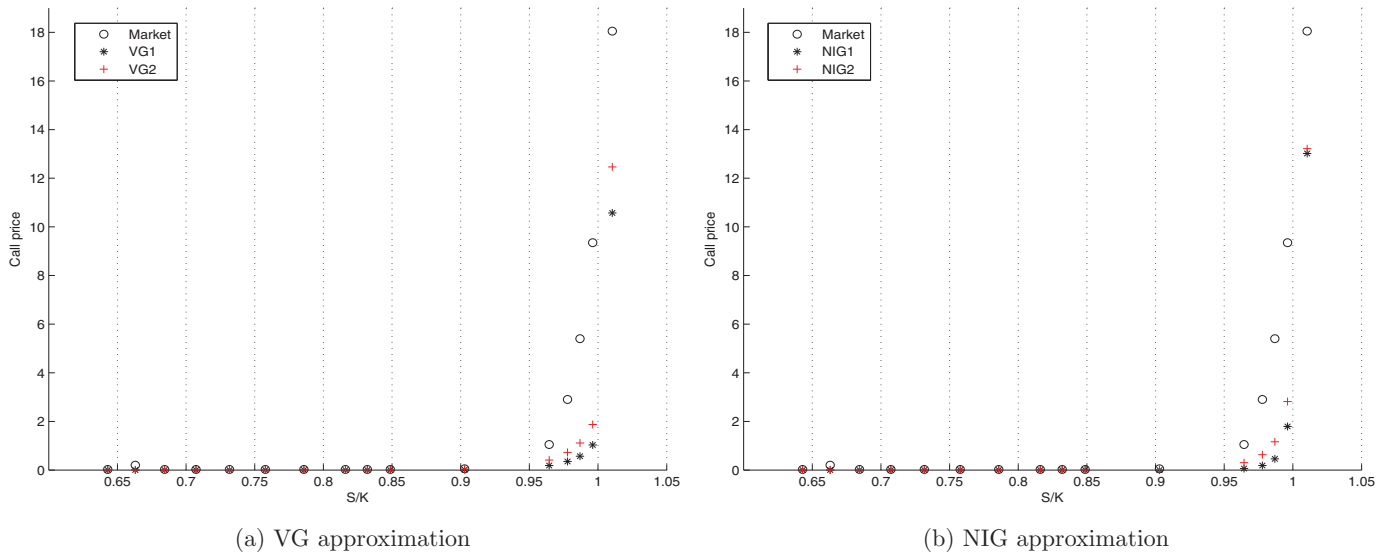 18
16
14
12
10
8
6
4
2
0
Call price
Market
VG1
VG2
0.65 0.7 0.75 0.8 0.85 0.9 0.95 1 1.05
S/K
(a) VG approximation
18
16
14
12
10
8
6
4
2
0
Call price
Market
NIG1
NIG2
0.65 0.7 0.75 0.8 0.85 0.9 0.95 1 1.05
S/K
(b) NIG approximation